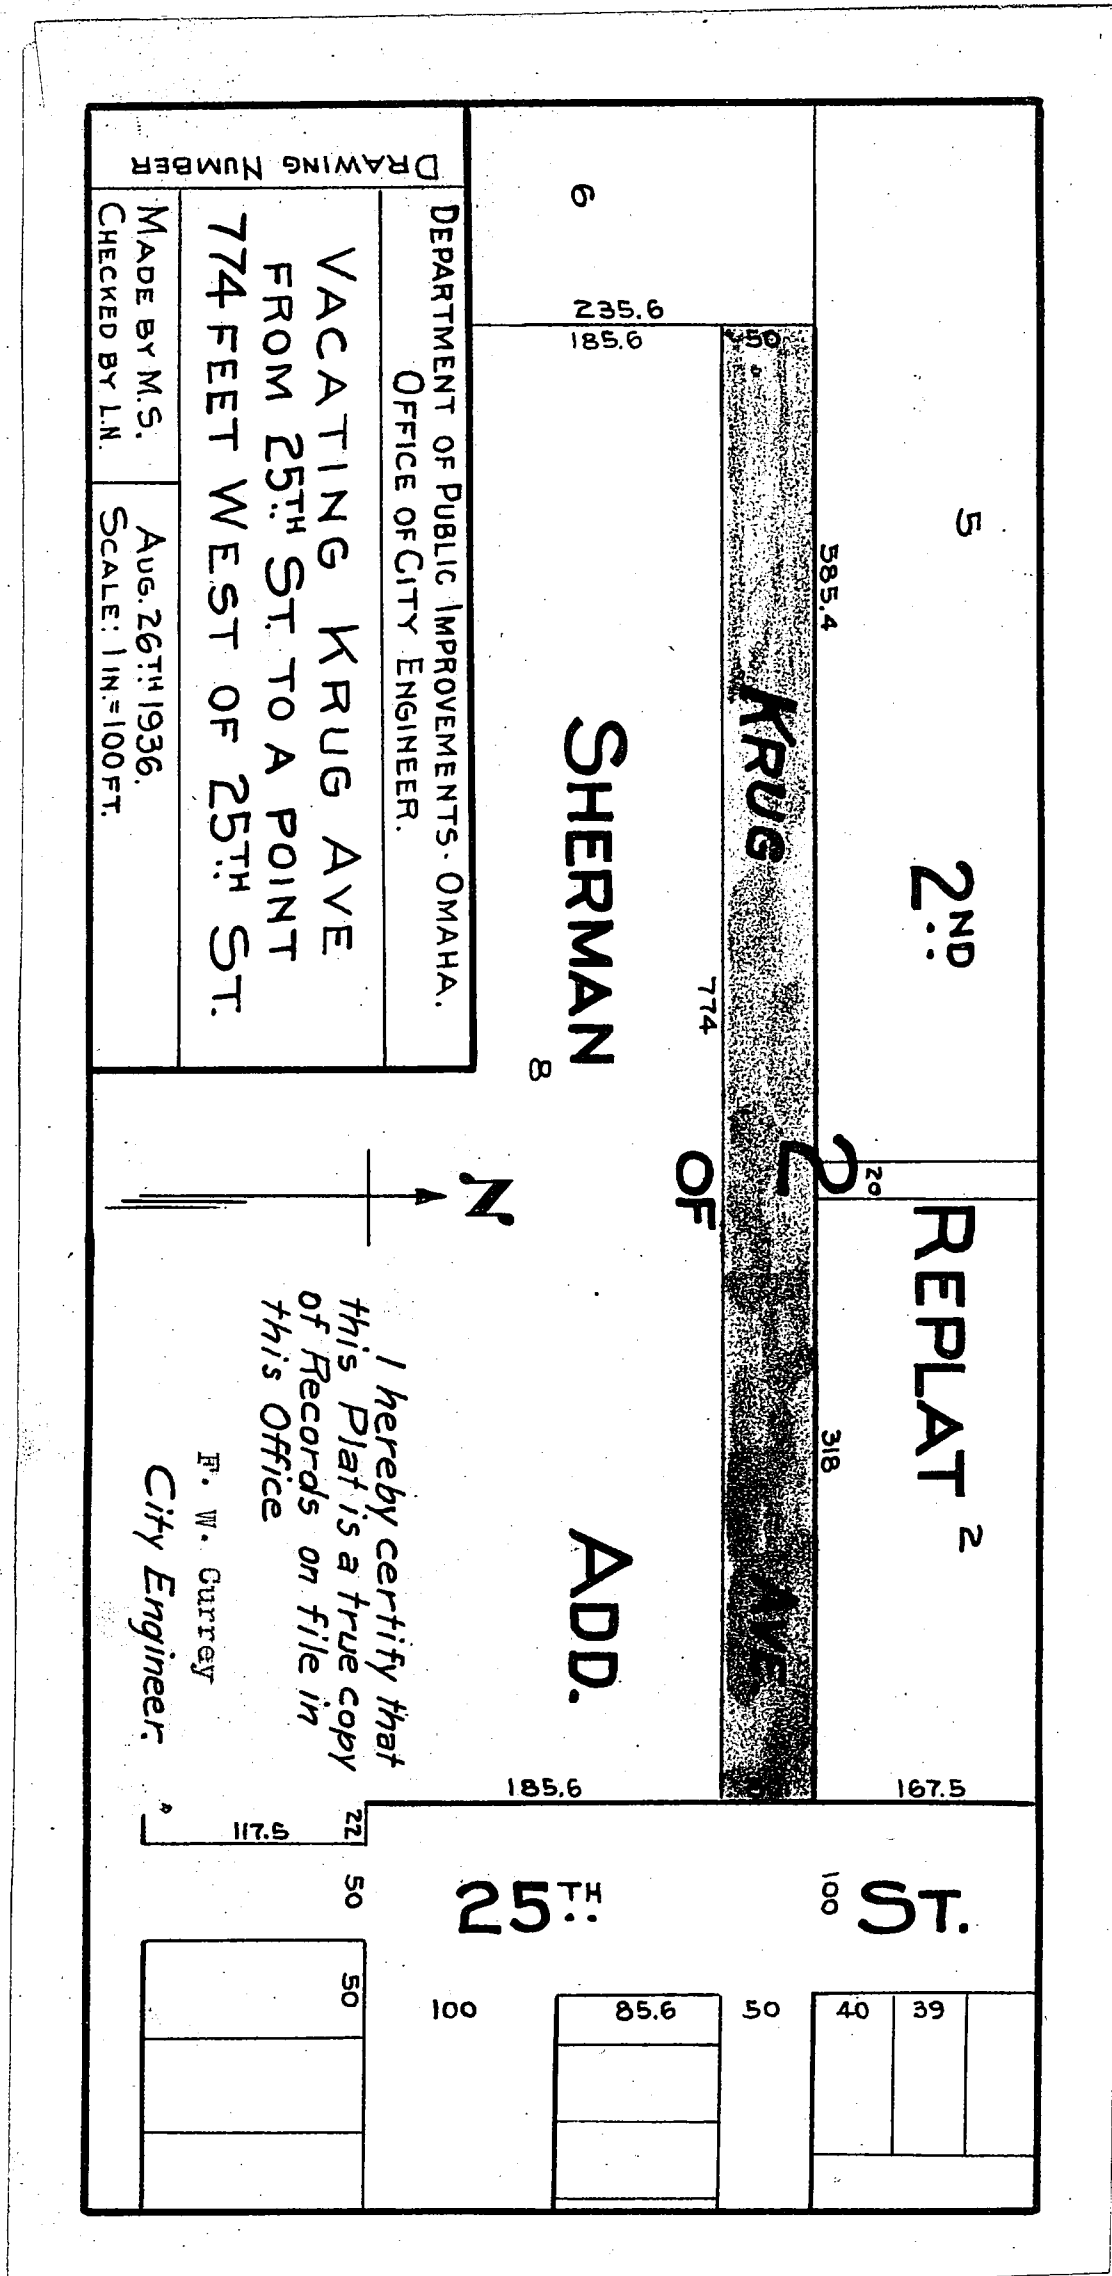 5
2ND
REPLAT
2
20
167.5
585.4
318
50
KRUG
AVE
2
774
OF
6
235.6
185.6
SHERMAN
ADD.
8
185.6
N
25TH
ST.
100
100
85.6
50
40
39
22
117.5
50
50
DEPARTMENT OF PUBLIC IMPROVEMENTS - OMAHA.
OFFICE OF CITY ENGINEER.
VACATING KRUG AVE
FROM 25TH ST. TO A POINT
774 FEET WEST OF 25TH ST.
MADE BY M.S.
CHECKED BY L.N.
AUG. 26TH 1936.
SCALE: 1 IN.=100 FT.
DRAWING NUMBER
I hereby certify that
this Plat is a true copy
of Records on file in
this Office
F. W. Currey
City Engineer.